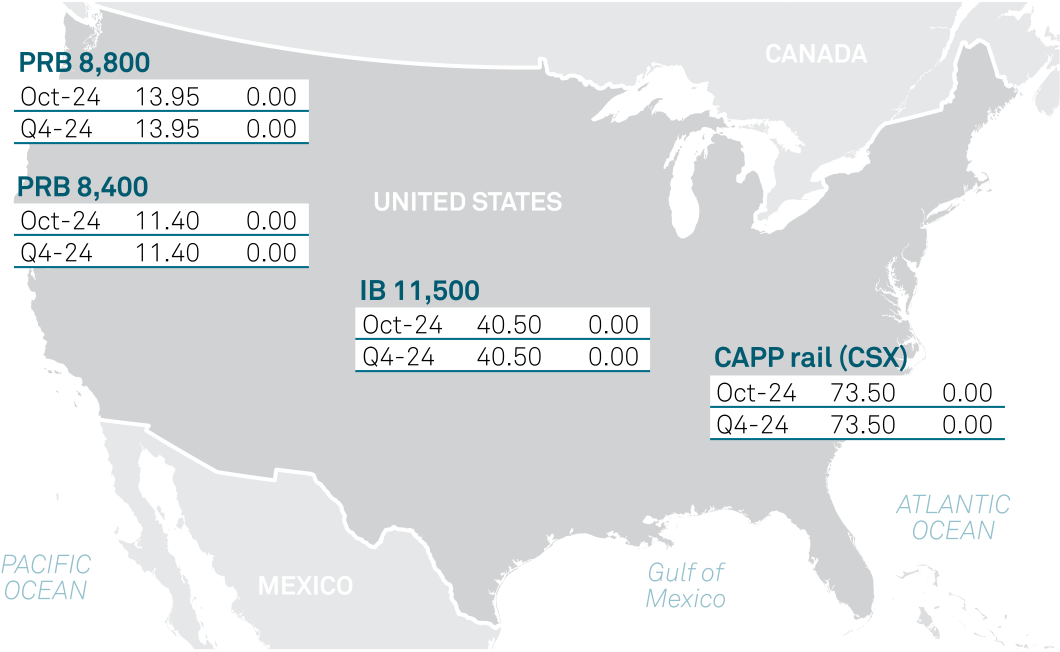 CANADA
PRB 8,800
Oct-24 13.95 0.00
Q4-24 13.95 0.00
PRB 8,400
Oct-24 11.40 0.00
Q4-24 11.40 0.00
UNITED STATES
IB 11,500
Oct-24 40.50 0.00
Q4-24 40.50 0.00
CAPP rail (CSX)
Oct-24 73.50 0.00
Q4-24 73.50 0.00
ATLANTIC
OCEAN
PACIFIC
OCEAN
MEXICO
Gulf of
Mexico